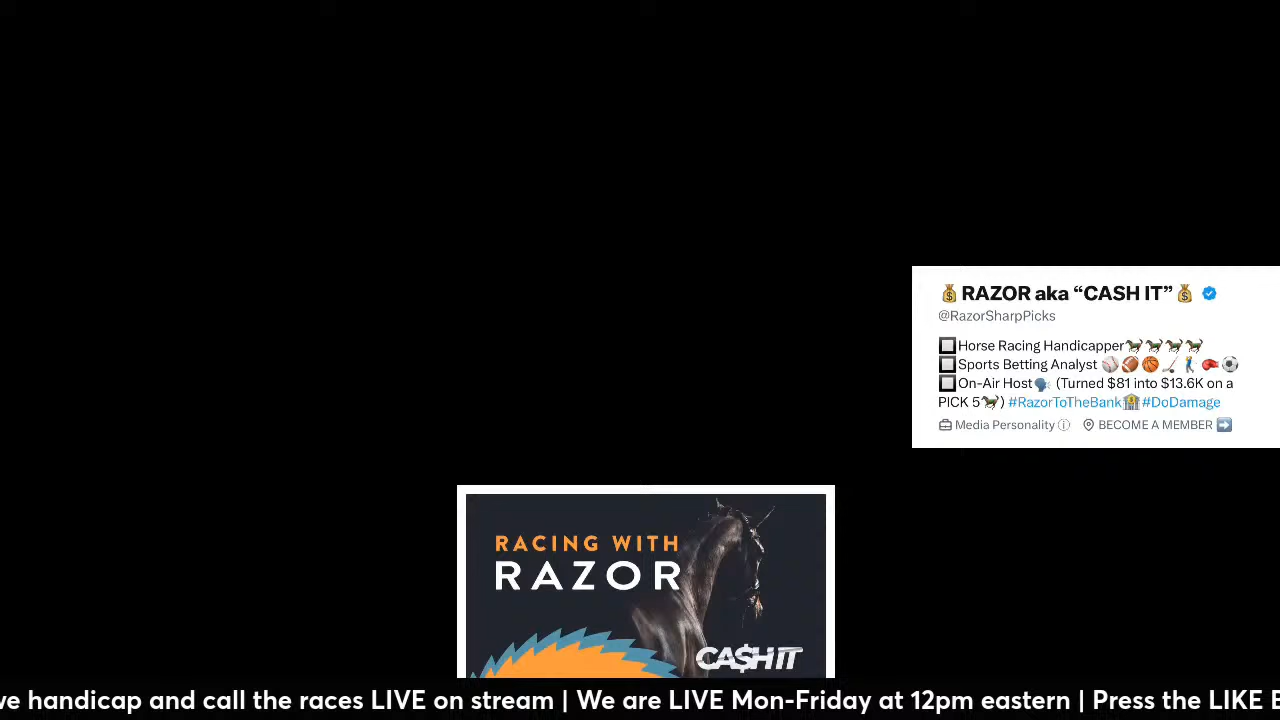 💰RAZOR aka “CASH IT”💰
@RazorSharpPicks
🔲Horse Racing Handicapper🐎🐎🐎🐎
🔲Sports Betting Analyst ⚾🏈🏀🏒🏌️🥊⚽
🔲On-Air Host🗣️ (Turned $81 into $13.6K on a
PICK 5🐎) #RazorToTheBank🏦#DoDamage
Media Personality ⓘ BECOME A MEMBER ➡️
RACING WITH
RAZOR
CA$H IT
handicap and call the races LIVE on stream | We are LIVE Mon-Friday at 12pm eastern | Press the LIKE